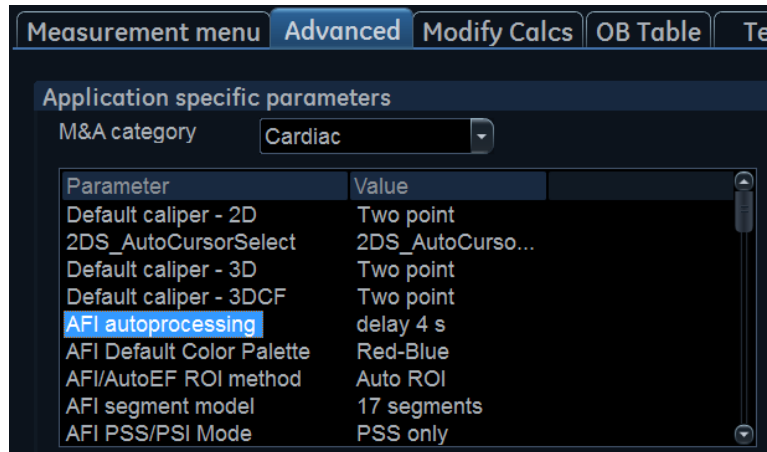 Measurement menu Advanced Modify Calcs OB Table Te
Application specific parameters
M&A category Cardiac
Parameter Value
Default caliper - 2D Two point
2DS_AutoCursorSelect 2DS_AutoCurso...
Default caliper - 3D Two point
Default caliper - 3DCF Two point
AFI autoprocessing delay 4 s
AFI Default Color Palette Red-Blue
AFI/AutoEF ROI method Auto ROI
AFI segment model 17 segments
AFI PSS/PSI Mode PSS only